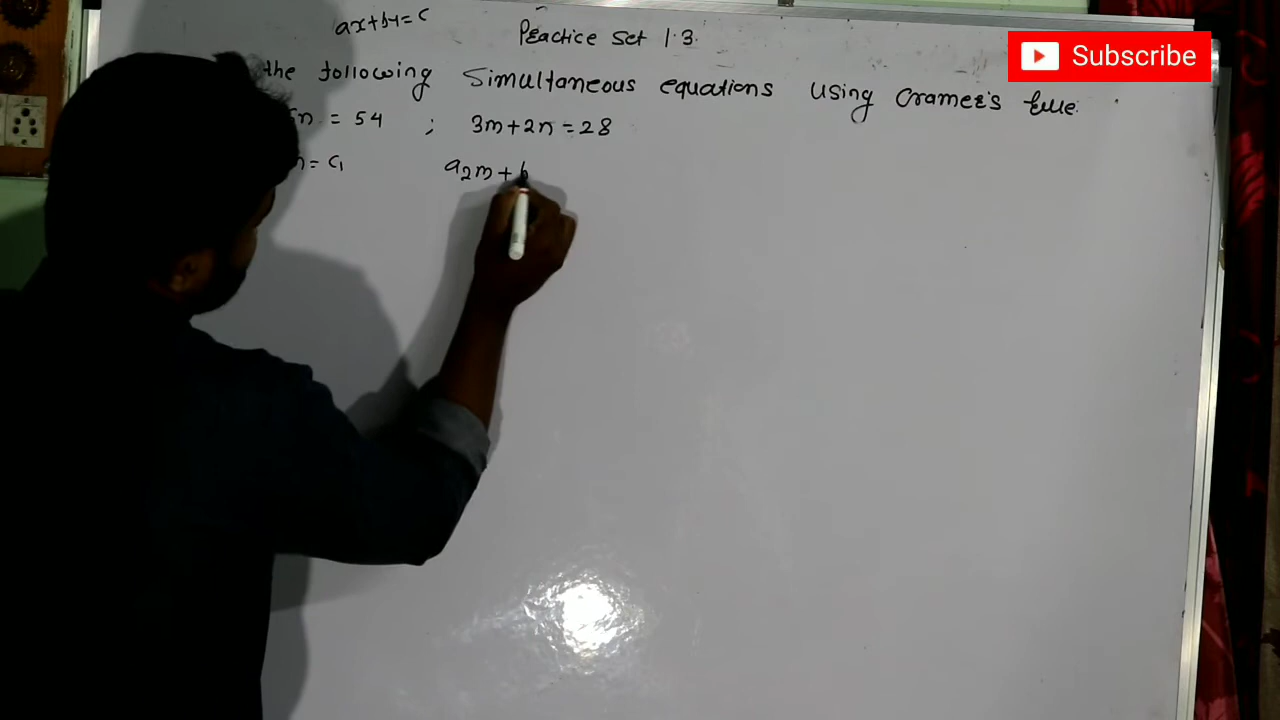 ax+by=c
Practice Set 1.3.
Subscribe
the following Simultaneous equations using Cramer's Rule.
n = 54 ; 3m+2n=28
= c₁ a₂m + b